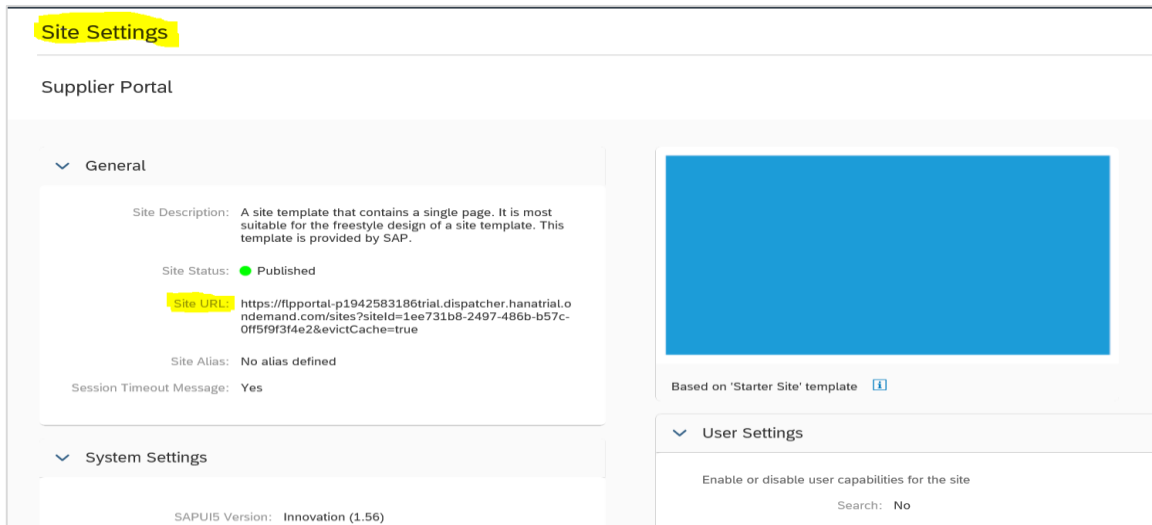 Site Settings
Supplier Portal
General
Site Description: A site template that contains a single page. It is most
suitable for the freestyle design of a site template. This
template is provided by SAP.
Site Status: Published
Site URL: https://flpportal-p1942583186trial.dispatcher.hanatrial.o
ndemand.com/sites?siteId=1ee731b8-2497-486b-b57c-
0ff5f9f3f4e2&evictCache=true
Site Alias: No alias defined
Session Timeout Message: Yes
System Settings
SAPUI5 Version: Innovation (1.56)
Based on 'Starter Site' template
User Settings
Enable or disable user capabilities for the site
Search: No